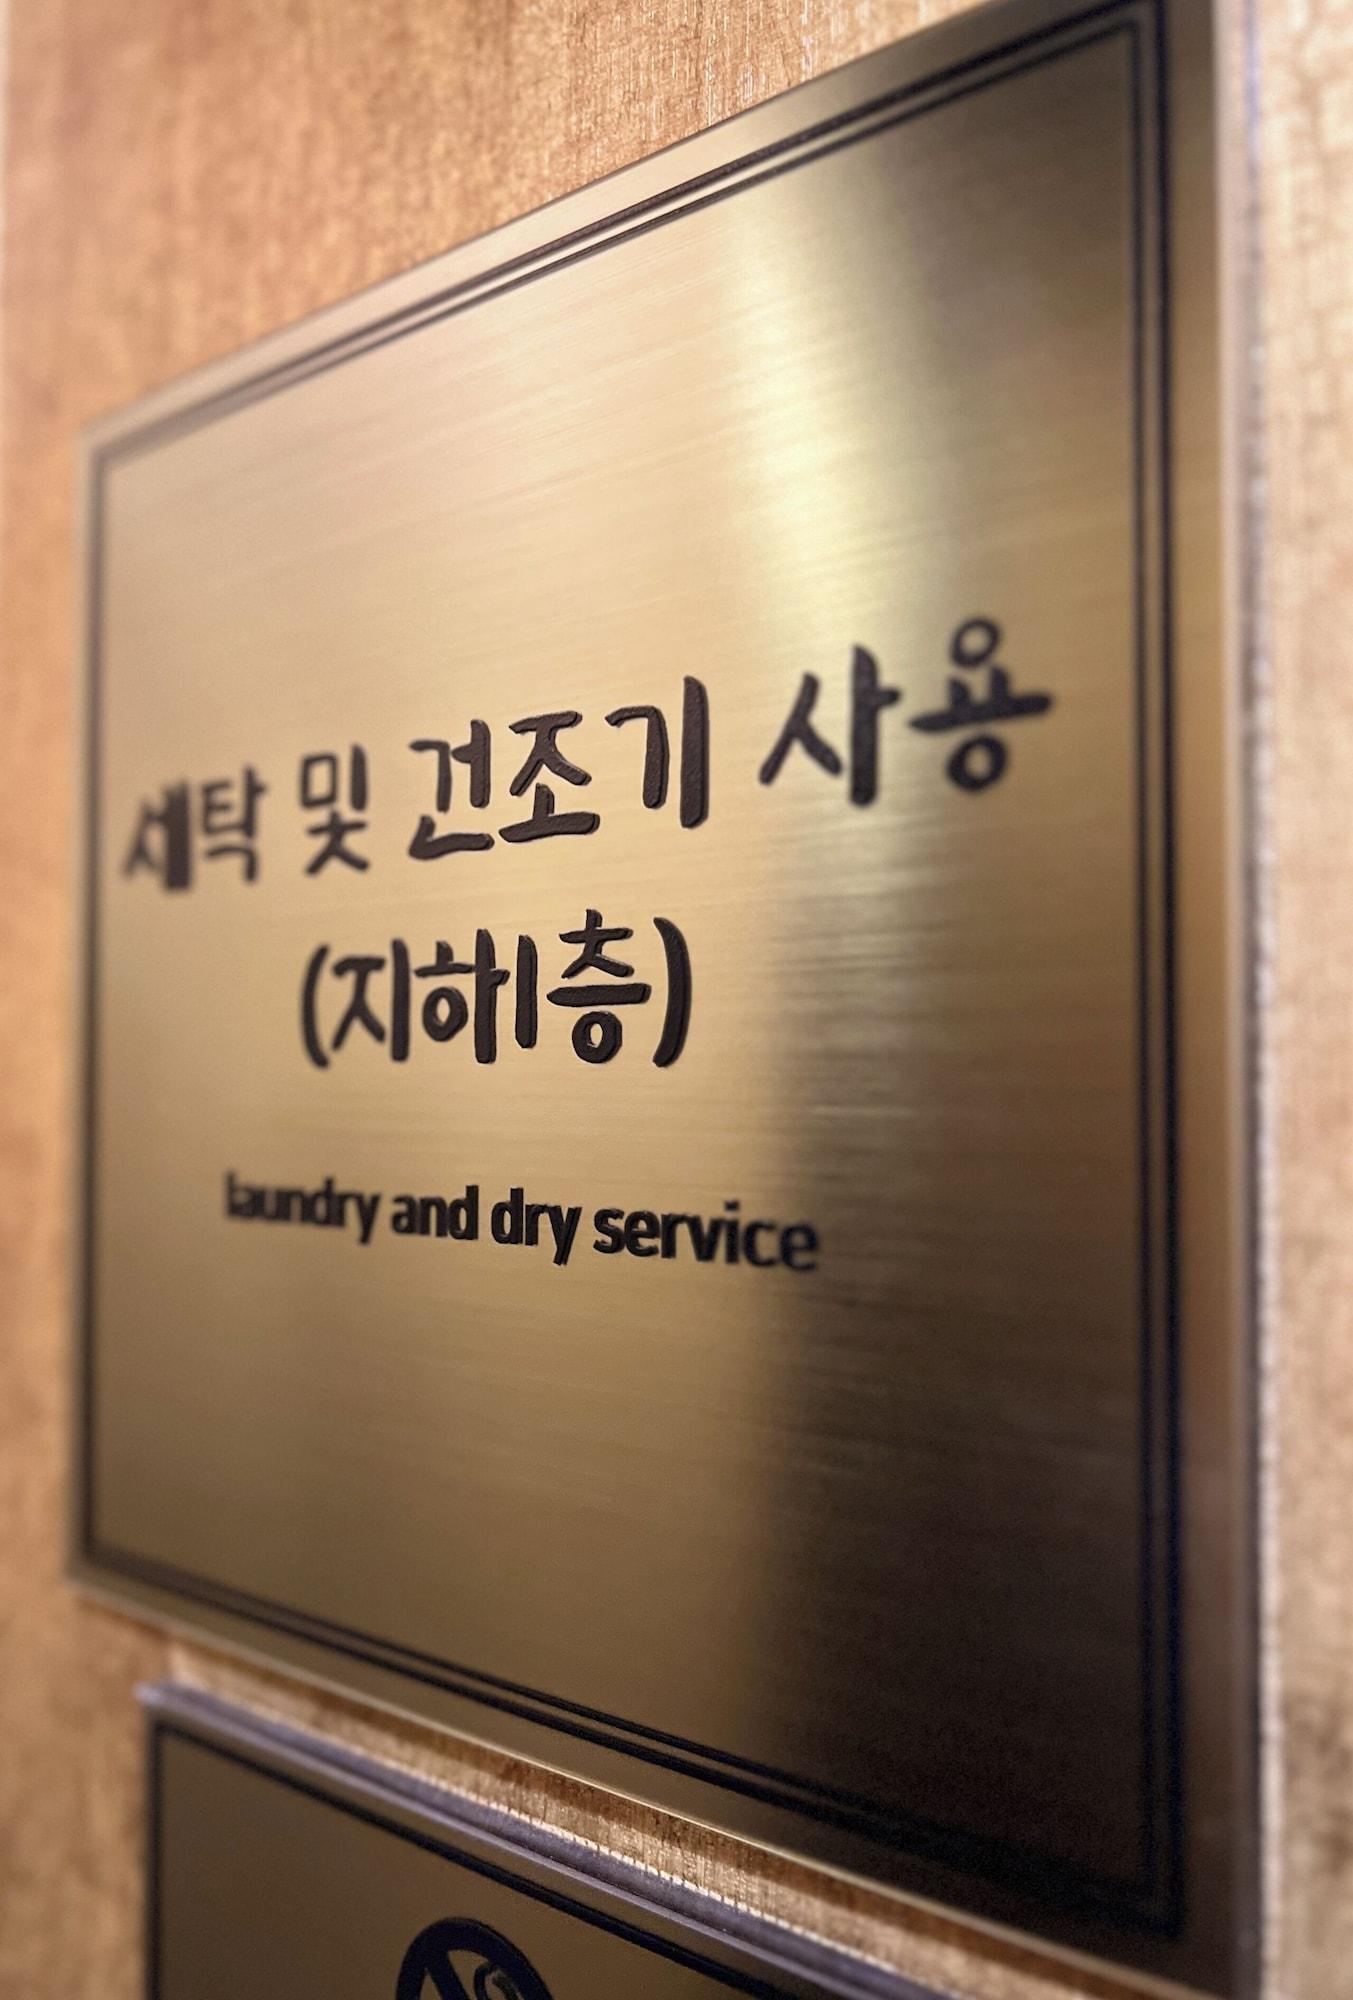 세탁 및 건조기 사용
(지하1층)
laundry and dry service